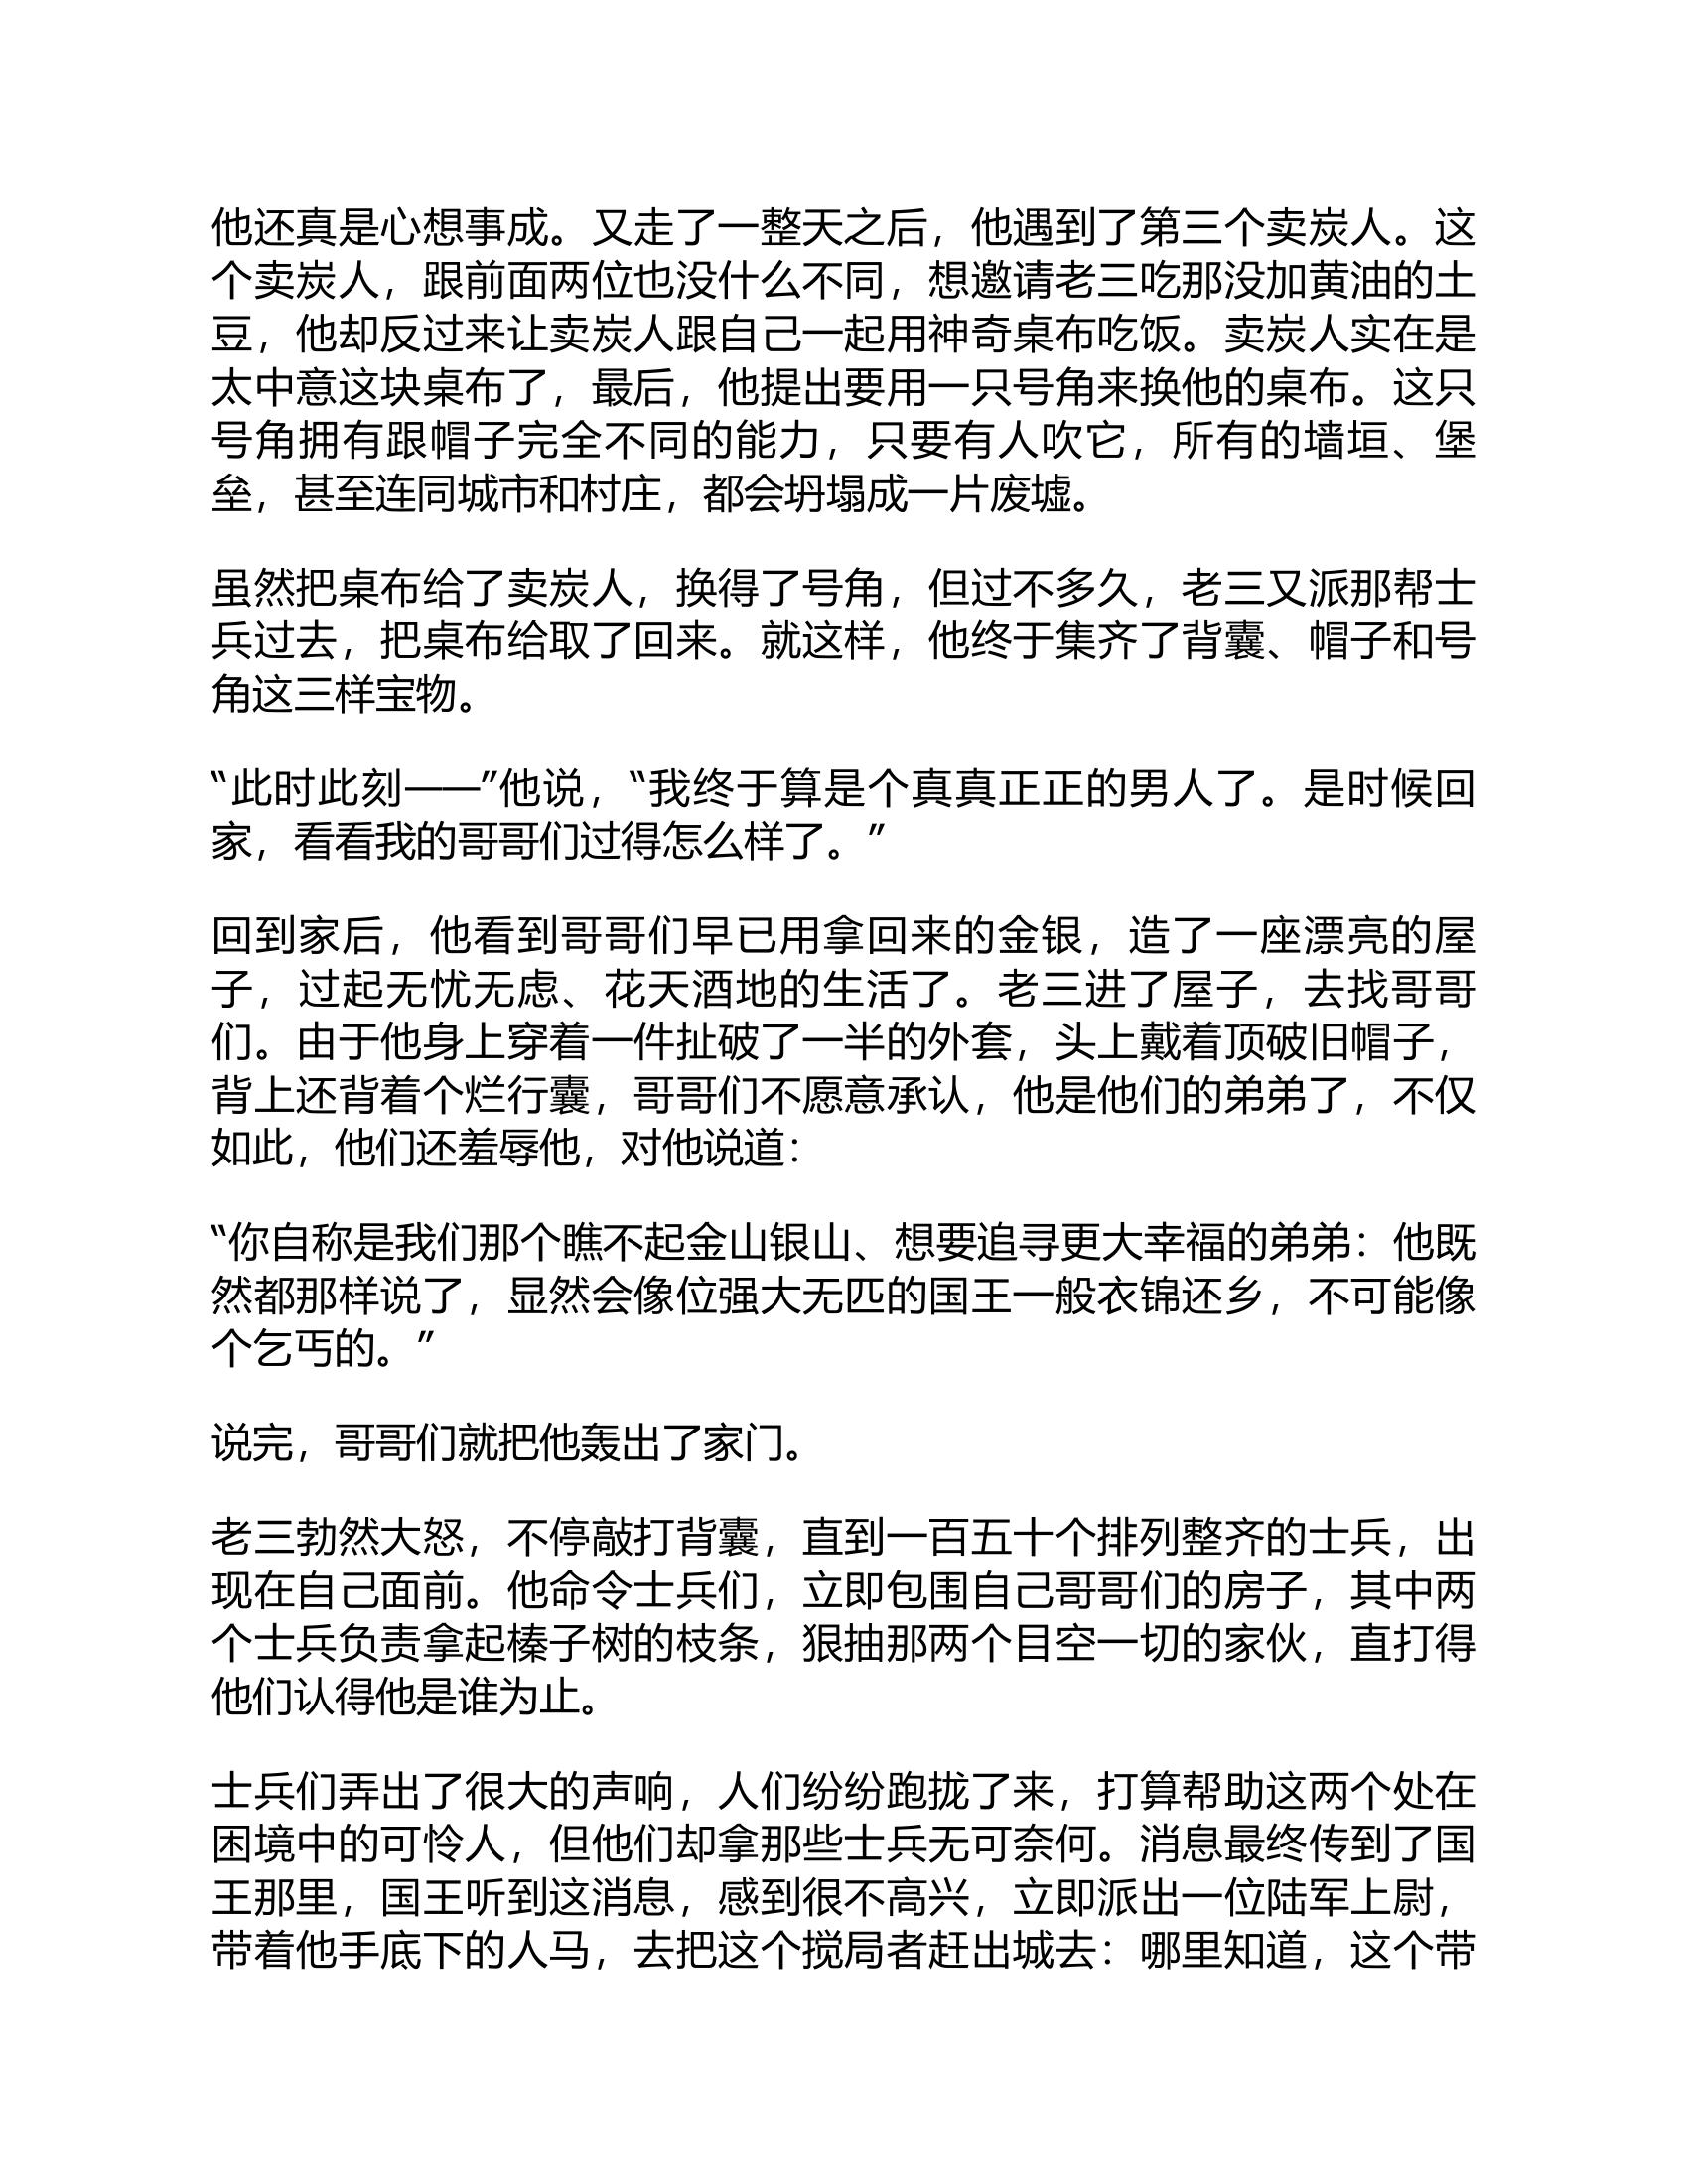 他还真是心想事成。又走了一整天之后，他遇到了第三个卖炭人。这
个卖炭人，跟前面两位也没什么不同，想邀请老三吃那没加黄油的土
豆，他却反过来让卖炭人跟自己一起用神奇桌布吃饭。卖炭人实在是
太中意这块桌布了，最后，他提出要用一只号角来换他的桌布。这只
号角拥有跟帽子完全不同的能力，只要有人吹它，所有的墙垣、堡
垒，甚至连同城市和村庄，都会坍塌成一片废墟。
虽然把桌布给了卖炭人，换得了号角，但过不多久，老三又派那帮士
兵过去，把桌布给取了回来。就这样，他终于集齐了背囊、帽子和号
角这三样宝物。
“此时此刻——”他说，“我终于算是个真真正正的男人了。是时候回
家，看看我的哥哥们过得怎么样了。”
回到家后，他看到哥哥们早已用拿回来的金银，造了一座漂亮的屋
子，过起无忧无虑、花天酒地的生活了。老三进了屋子，去找哥哥
们。由于他身上穿着一件扯破了一半的外套，头上戴着顶破旧帽子，
背上还背着个烂行囊，哥哥们不愿意承认，他是他们的弟弟了，不仅
如此，他们还羞辱他，对他说道：
“你自称是我们那个瞧不起金山银山、想要追寻更大幸福的弟弟：他既
然都那样说了，显然会像位强大无匹的国王一般衣锦还乡，不可能像
个乞丐的。”
说完，哥哥们就把他轰出了家门。
老三勃然大怒，不停敲打背囊，直到一百五十个排列整齐的士兵，出
现在自己面前。他命令士兵们，立即包围自己哥哥们的房子，其中两
个士兵负责拿起榛子树的枝条，狠抽那两个目空一切的家伙，直打得
他们认得他是谁为止。
士兵们弄出了很大的声响，人们纷纷跑拢了来，打算帮助这两个处在
困境中的可怜人，但他们却拿那些士兵无可奈何。消息最终传到了国
王那里，国王听到这消息，感到很不高兴，立即派出一位陆军上尉，
带着他手底下的人马，去把这个搅局者赶出城去：哪里知道，这个带